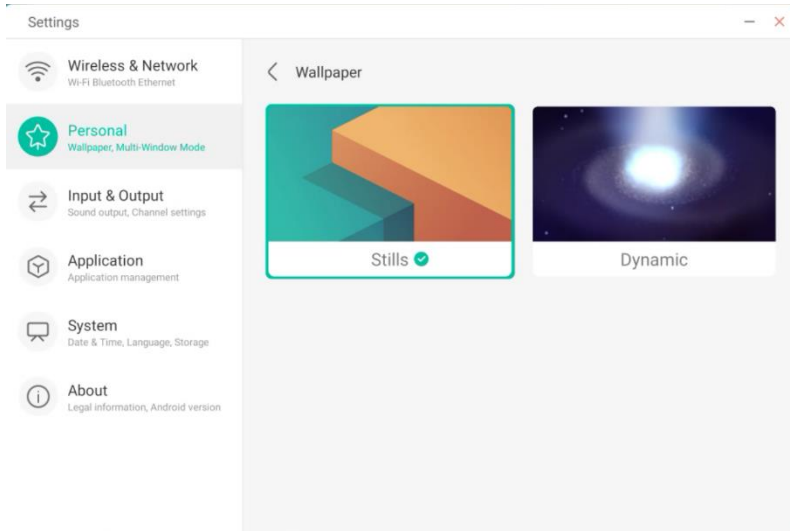 Settings
Wireless & Network
Wi-Fi Bluetooth Ethernet
Personal
Wallpaper, Multi-Window Mode
Input & Output
Sound output, Channel settings
Application
Application management
System
Date & Time, Language, Storage
About
Legal information, Android version
Wallpaper
Stills
Dynamic